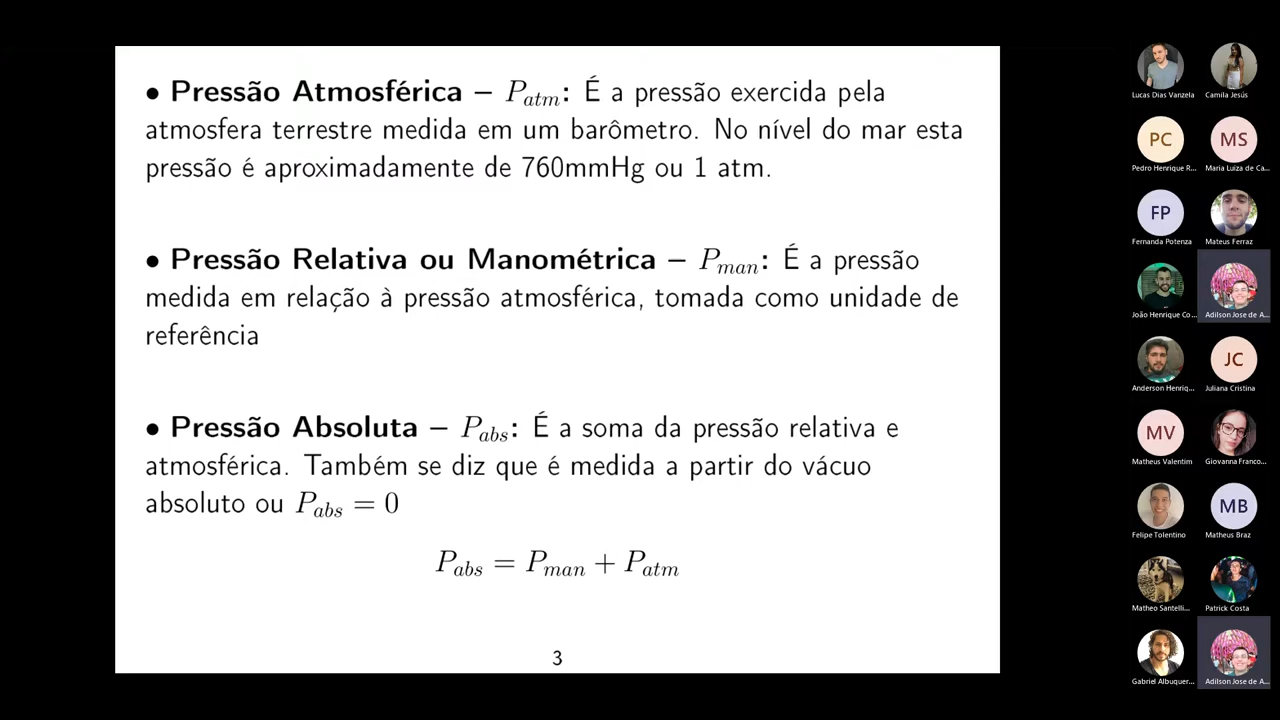 • Pressão Atmosférica – P_atm: É a pressão exercida pela
atmosfera terrestre medida em um barômetro. No nível do mar esta
pressão é aproximadamente de 760mmHg ou 1 atm.
• Pressão Relativa ou Manométrica – P_man: É a pressão
medida em relação à pressão atmosférica, tomada como unidade de
referência
• Pressão Absoluta – P_abs: É a soma da pressão relativa e
atmosférica. Também se diz que é medida a partir do vácuo
absoluto ou P_abs = 0
P_abs = P_man + P_atm
3
Lucas Dias Vanzela
Camila Jesús
PC
MS
Pedro Henrique R...
Maria Luiza de Ca...
FP
Fernanda Potenza
Mateus Ferraz
João Henrique Co...
Adilson Jose de A...
JC
Anderson Henriq...
Juliana Cristina
MV
Matheus Valentim
Giovanna Franco...
MB
Felipe Tolentino
Matheus Braz
Matheo Santelli...
Patrick Costa
Gabriel Albuquer...
Adilson Jose de A...